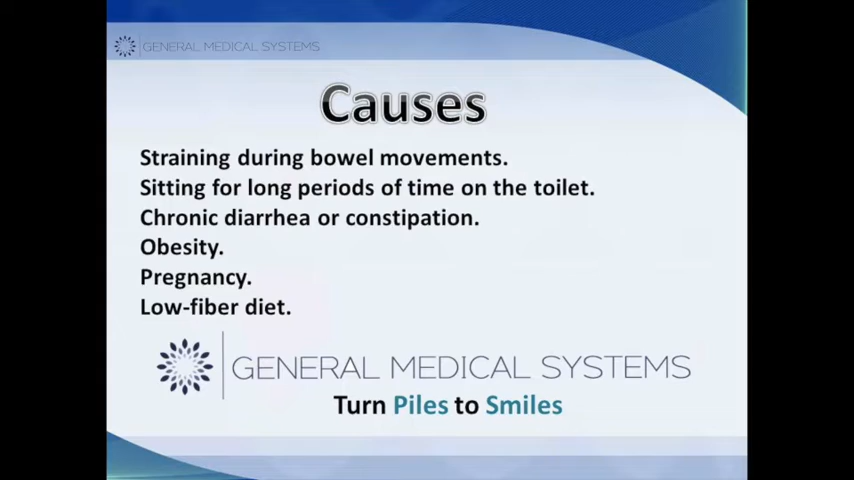 GENERAL MEDICAL SYSTEMS
Causes
Straining during bowel movements.
Sitting for long periods of time on the toilet.
Chronic diarrhea or constipation.
Obesity.
Pregnancy.
Low-fiber diet.
GENERAL MEDICAL SYSTEMS
Turn Piles to Smiles